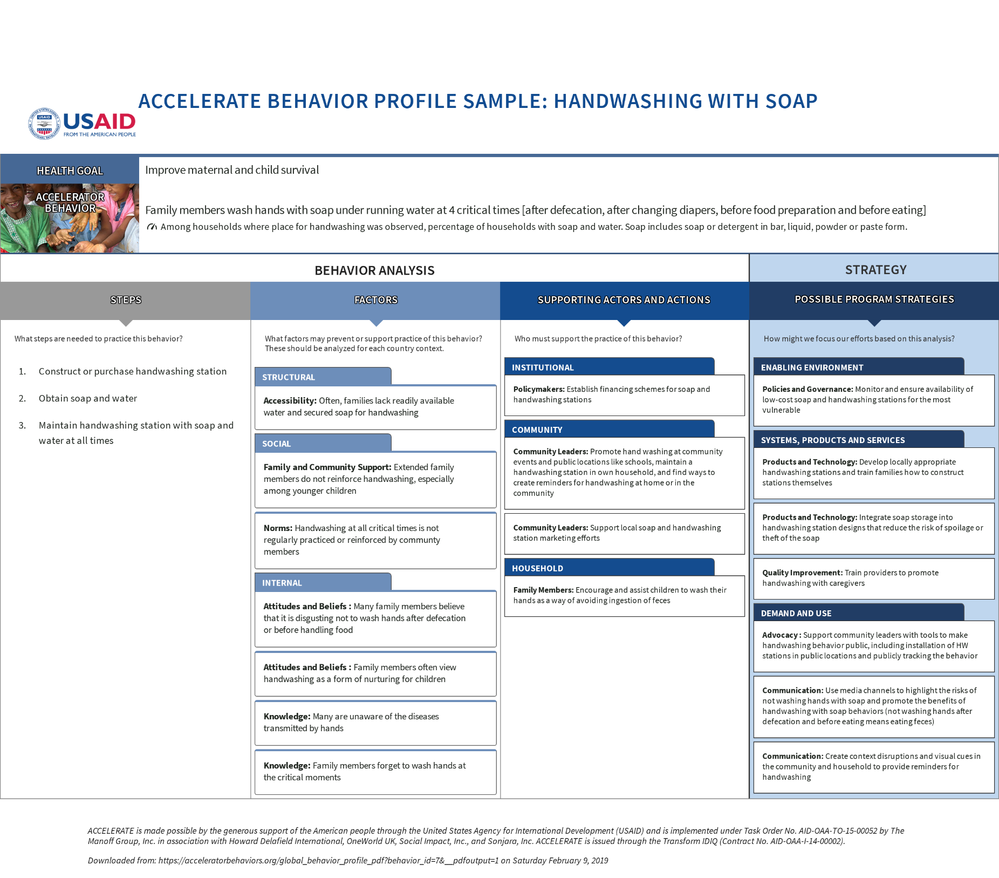 ACCELERATE BEHAVIOR PROFILE SAMPLE: HANDWASHING WITH SOAP
UNITED STATES AGENCY
USAID
INTERNATIONAL DEVELOPMENT
USAID
FROM THE AMERICAN PEOPLE
HEALTH GOAL
Improve maternal and child survival
ACCELERATOR
BEHAVIOR
Family members wash hands with soap under running water at 4 critical times [after defecation, after changing diapers, before food preparation and before eating]
Among households where place for handwashing was observed, percentage of households with soap and water. Soap includes soap or detergent in bar, liquid, powder or paste form.
BEHAVIOR ANALYSIS
STRATEGY
STEPS
What steps are needed to practice this behavior?
1. Construct or purchase handwashing station
2. Obtain soap and water
3. Maintain handwashing station with soap and
water at all times
FACTORS
What factors may prevent or support practice of this behavior?
These should be analyzed for each country context.
STRUCTURAL
Accessibility: Often, families lack readily available
water and secured soap for handwashing
SOCIAL
Family and Community Support: Extended family
members do not reinforce handwashing, especially
among younger children
Norms: Handwashing at all critical times is not
regularly practiced or reinforced by communty
members
INTERNAL
Attitudes and Beliefs : Many family members believe
that it is disgusting not to wash hands after defecation
or before handling food
Attitudes and Beliefs : Family members often view
handwashing as a form of nurturing for children
Knowledge: Many are unaware of the diseases
transmitted by hands
Knowledge: Family members forget to wash hands at
the critical moments
SUPPORTING ACTORS AND ACTIONS
Who must support the practice of this behavior?
INSTITUTIONAL
Policymakers: Establish financing schemes for soap and
handwashing stations
COMMUNITY
Community Leaders: Promote hand washing at community
events and public locations like schools, maintain a
handwashing station in own household, and find ways to
create reminders for handwashing at home or in the
community
Community Leaders: Support local soap and handwashing
station marketing efforts
HOUSEHOLD
Family Members: Encourage and assist children to wash their
hands as a way of avoiding ingestion of feces
POSSIBLE PROGRAM STRATEGIES
How might we focus our efforts based on this analysis?
ENABLING ENVIRONMENT
Policies and Governance: Monitor and ensure availability of
low-cost soap and handwashing stations for the most
vulnerable
SYSTEMS, PRODUCTS AND SERVICES
Products and Technology: Develop locally appropriate
handwashing stations and train families how to construct
stations themselves
Products and Technology: Integrate soap storage into
handwashing station designs that reduce the risk of spoilage or
theft of the soap
Quality Improvement: Train providers to promote
handwashing with caregivers
DEMAND AND USE
Advocacy : Support community leaders with tools to make
handwashing behavior public, including installation of HW
stations in public locations and publicly tracking the behavior
Communication: Use media channels to highlight the risks of
not washing hands with soap and promote the benefits of
handwashing with soap behaviors (not washing hands after
defecation and before eating means eating feces)
Communication: Create context disruptions and visual cues in
the community and household to provide reminders for
handwashing
ACCELERATE is made possible by the generous support of the American people through the United States Agency for International Development (USAID) and is implemented under Task Order No. AID-OAA-TO-15-00052 by The
Manoff Group, Inc. in association with Howard Delafield International, OneWorld UK, Social Impact, Inc., and Sonjara, Inc. ACCELERATE is issued through the Transform IDIQ (Contract No. AID-OAA-I-14-00002).
Downloaded from: https://acceleratorbehaviors.org/global_behavior_profile_pdf?behavior_id=7&__pdfoutput=1 on Saturday February 9, 2019